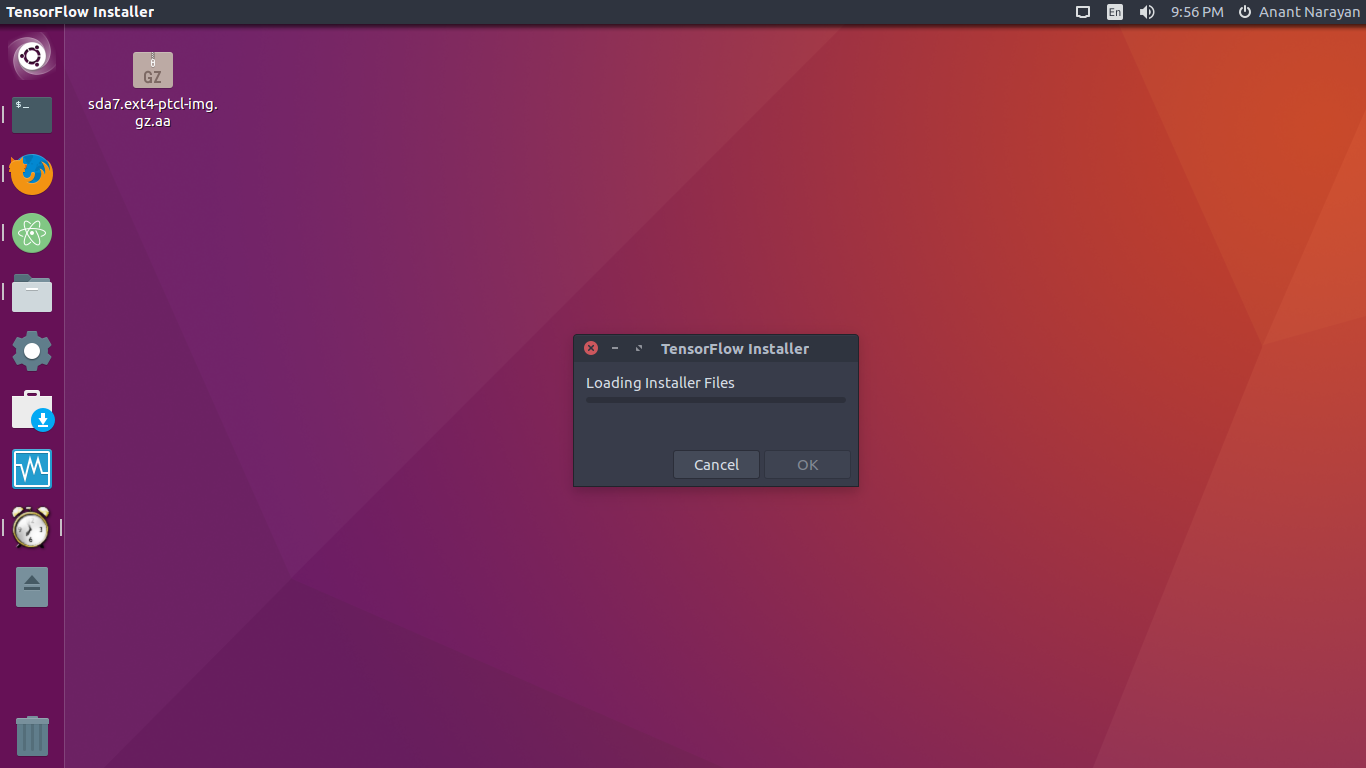 TensorFlow Installer
En
9:56 PM
Anant Narayan
$_
GZ
sda7.ext4-ptcl-img.
gz.aa
TensorFlow Installer
Loading Installer Files
Cancel
OK